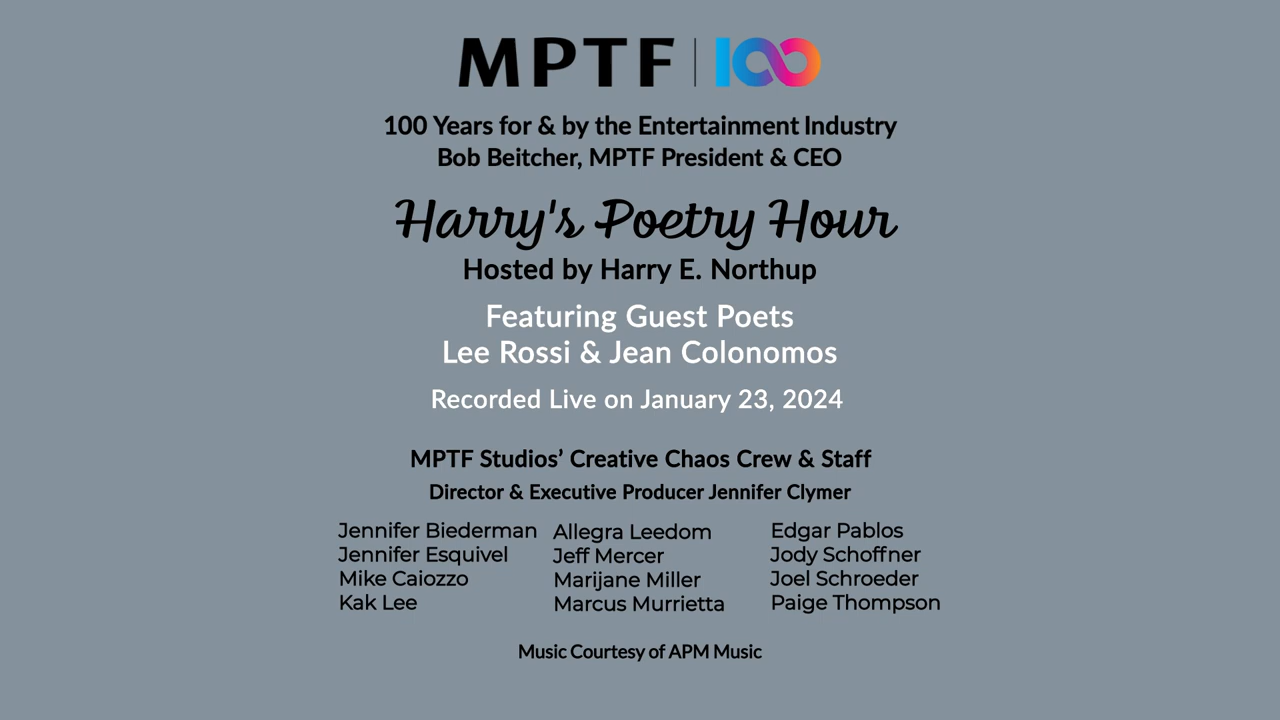 MPTF | 100
100 Years for & by the Entertainment Industry
Bob Beitcher, MPTF President & CEO
Harry's Poetry Hour
Hosted by Harry E. Northup
Featuring Guest Poets
Lee Rossi & Jean Colonomos
Recorded Live on January 23, 2024
MPTF Studios’ Creative Chaos Crew & Staff
Director & Executive Producer Jennifer Clymer
Jennifer Biederman
Jennifer Esquivel
Mike Caiozzo
Kak Lee
Allegra Leedom
Jeff Mercer
Marijane Miller
Marcus Murrietta
Edgar Pablos
Jody Schoffner
Joel Schroeder
Paige Thompson
Music Courtesy of APM Music